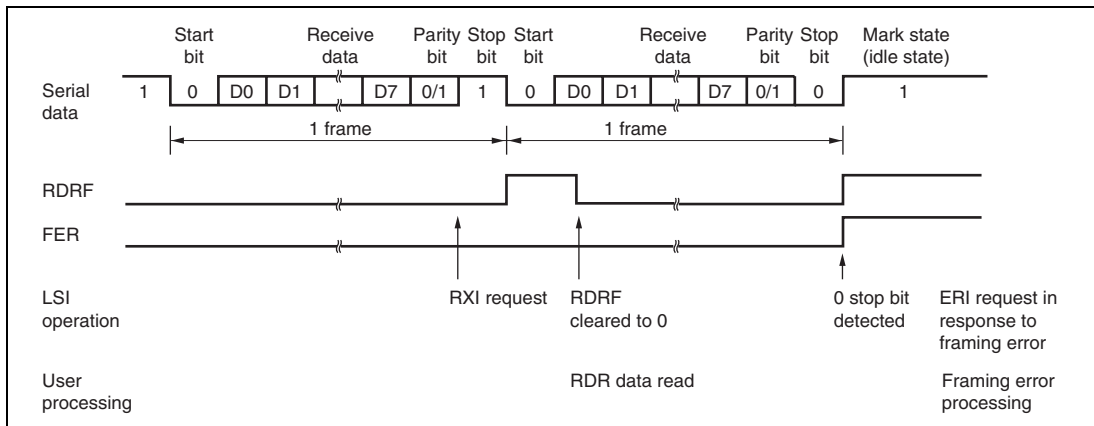 Start bit Receive data Parity bit Stop bit Start bit Receive data Parity bit Stop bit Mark state (idle state)
Serial data 1 0 D0 D1 D7 0/1 1 0 D0 D1 D7 0/1 0 1
1 frame 1 frame
RDRF
FER
LSI operation RXI request RDRF cleared to 0 0 stop bit detected ERI request in response to framing error
User processing RDR data read Framing error processing